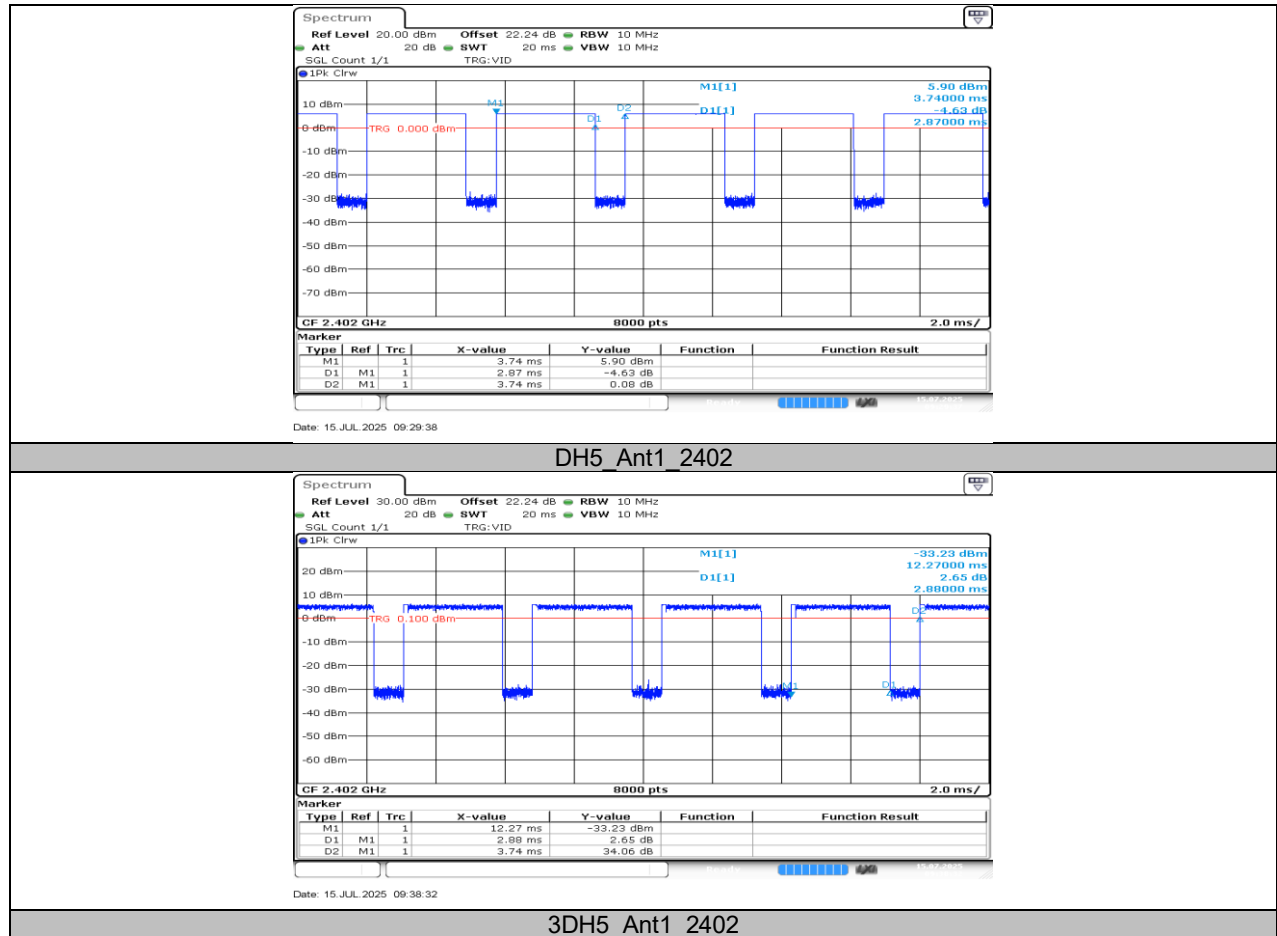 Spectrum
Ref Level 20.00 dBm Offset 22.24 dB RBW 10 MHz
Att 20 dB SWT 20 ms VBW 10 MHz
SGL Count 1/1 TRG:VID
1Pk Clrw
M1[1] 5.90 dBm
3.74000 ms
10 dBm M1 D1 D2 D1[1] -4.63 dB
2.87000 ms
0 dBm TRG 0.000 dBm
-10 dBm
-20 dBm
-30 dBm
-40 dBm
-50 dBm
-60 dBm
-70 dBm
CF 2.402 GHz 8000 pts 2.0 ms/
Marker
Type Ref Trc X-value Y-value Function Function Result
M1 1 3.74 ms 5.90 dBm
D1 M1 1 2.87 ms -4.63 dB
D2 M1 1 3.74 ms 0.08 dB
Date: 15.JUL.2025 09:29:38
DH5_Ant1_2402
Spectrum
Ref Level 30.00 dBm Offset 22.24 dB RBW 10 MHz
Att 20 dB SWT 20 ms VBW 10 MHz
SGL Count 1/1 TRG:VID
1Pk Clrw
M1[1] -33.23 dBm
12.27000 ms
20 dBm D1[1] 2.65 dB
2.88000 ms
10 dBm
D2
0 dBm TRG 0.100 dBm
-10 dBm
-20 dBm
-30 dBm M1 D1
-40 dBm
-50 dBm
-60 dBm
CF 2.402 GHz 8000 pts 2.0 ms/
Marker
Type Ref Trc X-value Y-value Function Function Result
M1 1 12.27 ms -33.23 dBm
D1 M1 1 2.88 ms 2.65 dB
D2 M1 1 3.74 ms 34.06 dB
Date: 15.JUL.2025 09:38:32
3DH5_Ant1_2402